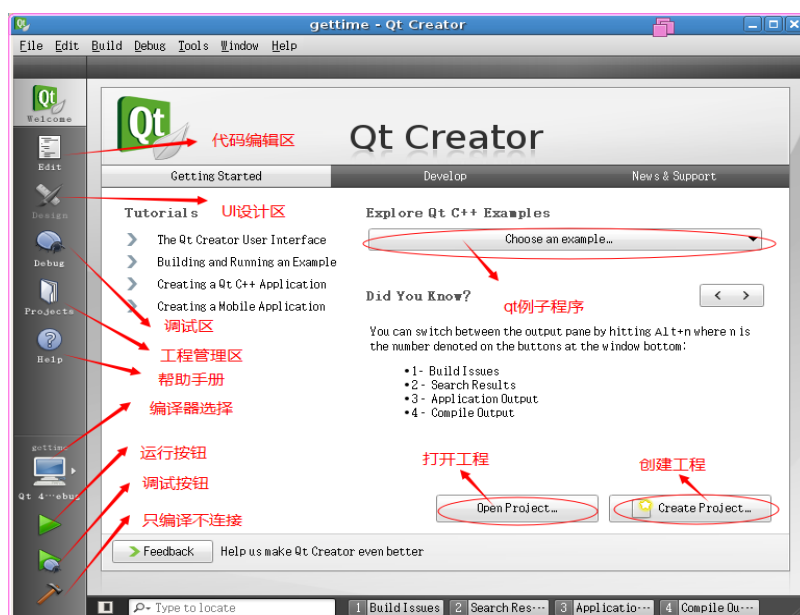 gettime - Qt Creator
File Edit Build Debug Tools Window Help
Qt
Welcome
Edit
Design
Debug
Projects
Help
gettime
Qt 4···ebug
Qt
Qt Creator
代码编辑区
Getting Started
Develop
News & Support
Tutorials
UI设计区
The Qt Creator User Interface
Building and Running an Example
Creating a Qt C++ Application
Creating a Mobile Application
调试区
工程管理区
帮助手册
编译器选择
运行按钮
调试按钮
只编译不连接
Explore Qt C++ Examples
Choose an example…
qt例子程序
Did You Know?
You can switch between the output pane by hitting Alt+n where n is
the number denoted on the buttons at the window bottom:
•1- Build Issues
•2 - Search Results
•3 - Application Output
•4 - Compile Output
打开工程
创建工程
Open Project…
Create Project…
Feedback
Help us make Qt Creator even better
Type to locate
1 Build Issues
2 Search Res···
3 Applicatio···
4 Compile Ou···